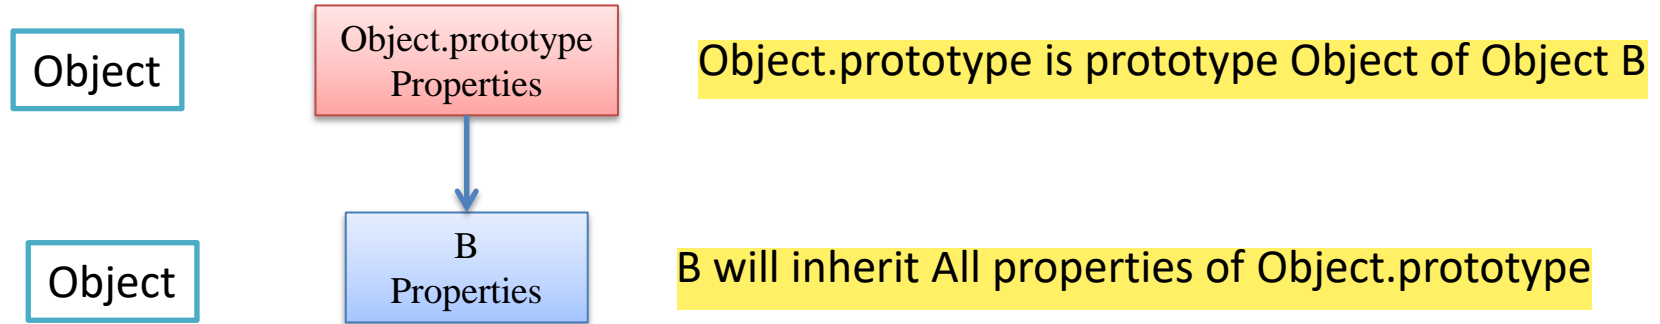 Object
Object.prototype
Properties
Object.prototype is prototype Object of Object B
Object
B
Properties
B will inherit All properties of Object.prototype